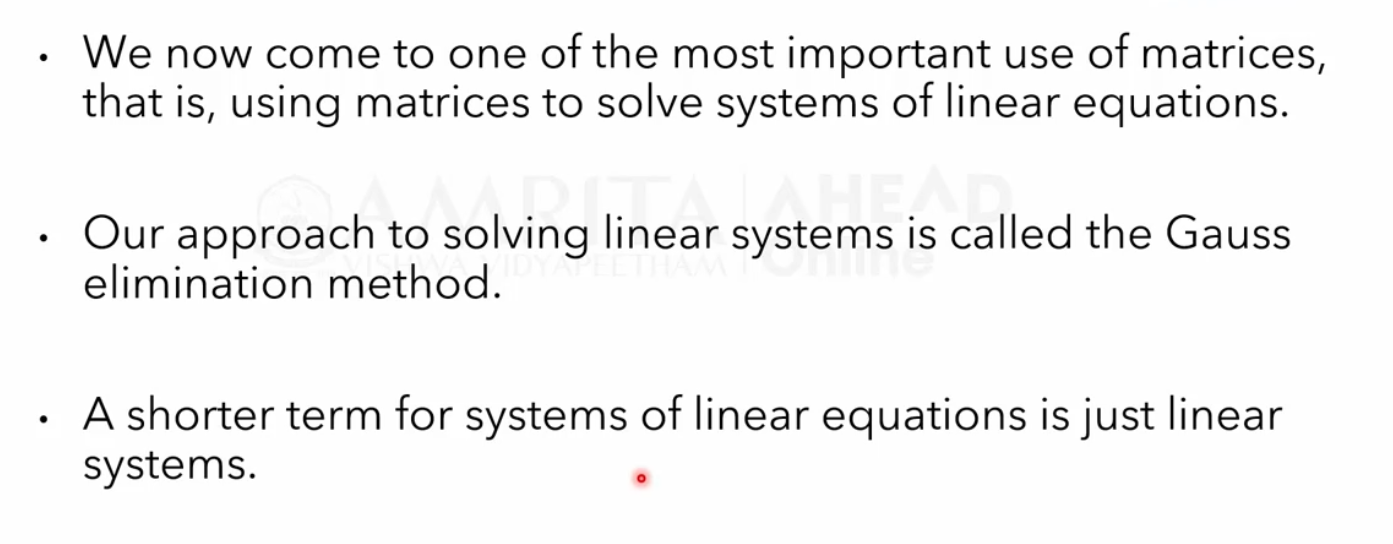 • We now come to one of the most important use of matrices,
that is, using matrices to solve systems of linear equations.
AMRITA | AHEAD
VISHWA VIDYAPEETHAM | Online
• Our approach to solving linear systems is called the Gauss
elimination method.
• A shorter term for systems of linear equations is just linear
systems.